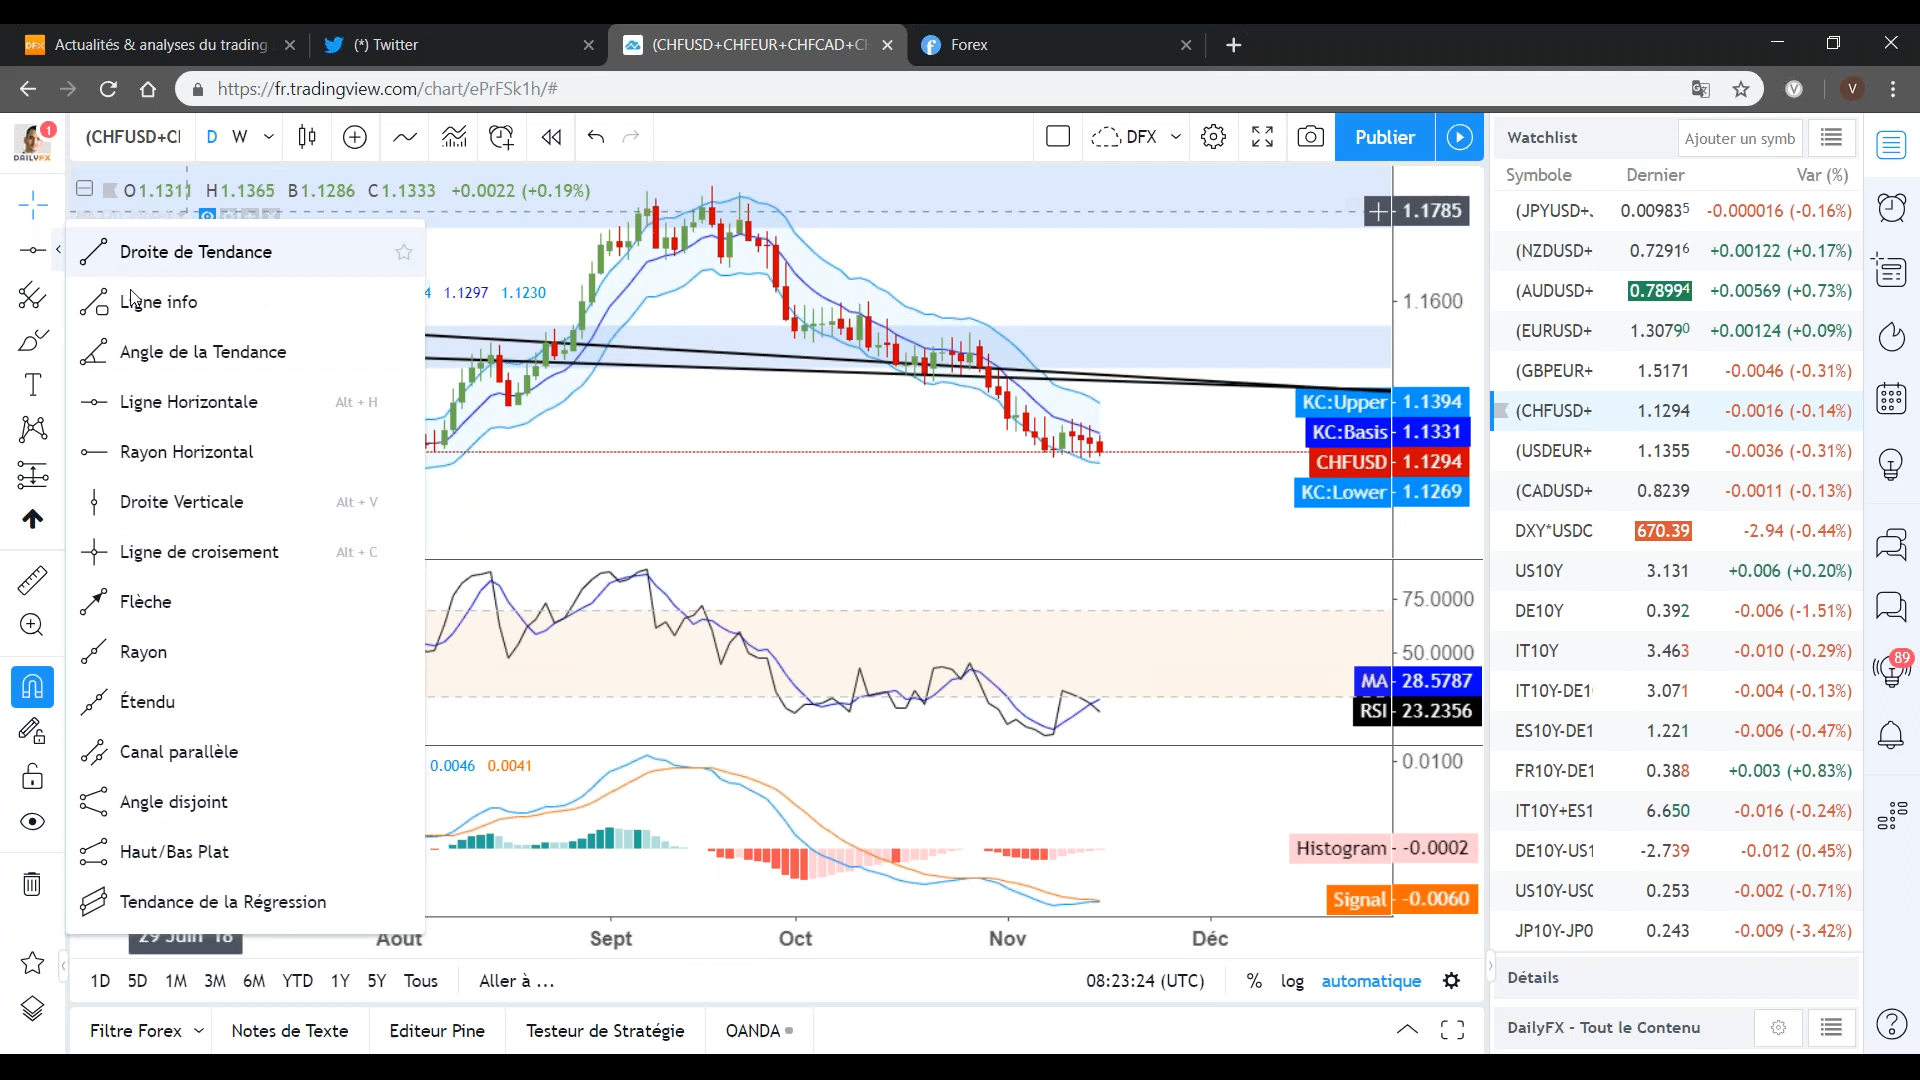 Actualités & analyses du trading
(*) Twitter
(CHFUSD+CHFEUR+CHFCAD+CH
Forex
https://fr.tradingview.com/chart/ePrFSk1h/#
V
V
1
DAILYFX
(CHFUSD+CH
D W
DFX
Publier
Watchlist
Ajouter un symb
Symbole Dernier Var (%)
O1.1311 H1.1365 B1.1286 C1.1333 +0.0022 (+0.19%)
1.1297 1.1230
1.1785
1.1600
KC:Upper 1.1394
KC:Basis 1.1331
CHFUSD 1.1294
KC:Lower 1.1269
75.0000
50.0000
MA 28.5787
RSI 23.2356
0.0046 0.0041
0.0100
Histogram -0.0002
Signal -0.0060
Droite de Tendance
Ligne info
Angle de la Tendance
Ligne Horizontale Alt + H
Rayon Horizontal
Droite Verticale Alt + V
Ligne de croisement Alt + C
Flèche
Rayon
Étendu
Canal parallèle
Angle disjoint
Haut/Bas Plat
Tendance de la Régression
29 Juin '18
Août Sept Oct Nov Déc
1D 5D 1M 3M 6M YTD 1Y 5Y Tous Aller à ...
08:23:24 (UTC) % log automatique
Filtre Forex Notes de Texte Editeur Pine Testeur de Stratégie OANDA
(JPYUSD+. 0.009835 -0.000016 (-0.16%)
(NZDUSD+ 0.72916 +0.00122 (+0.17%)
(AUDUSD+ 0.78994 +0.00569 (+0.73%)
(EURUSD+ 1.30790 +0.00124 (+0.09%)
(GBPEUR+ 1.5171 -0.0046 (-0.31%)
(CHFUSD+ 1.1294 -0.0016 (-0.14%)
(USDEUR+ 1.1355 -0.0036 (-0.31%)
(CADUSD+ 0.8239 -0.0011 (-0.13%)
DXY*USDC 670.39 -2.94 (-0.44%)
US10Y 3.131 +0.006 (+0.20%)
DE10Y 0.392 -0.006 (-1.51%)
IT10Y 3.463 -0.010 (-0.29%)
IT10Y-DE1 3.071 -0.004 (-0.13%)
ES10Y-DE1 1.221 -0.006 (-0.47%)
FR10Y-DE1 0.388 +0.003 (+0.83%)
IT10Y+ES1 6.650 -0.016 (-0.24%)
DE10Y-US1 -2.739 -0.012 (0.45%)
US10Y-US( 0.253 -0.002 (-0.71%)
JP10Y-JP0 0.243 -0.009 (-3.42%)
Détails
DailyFX - Tout le Contenu
89